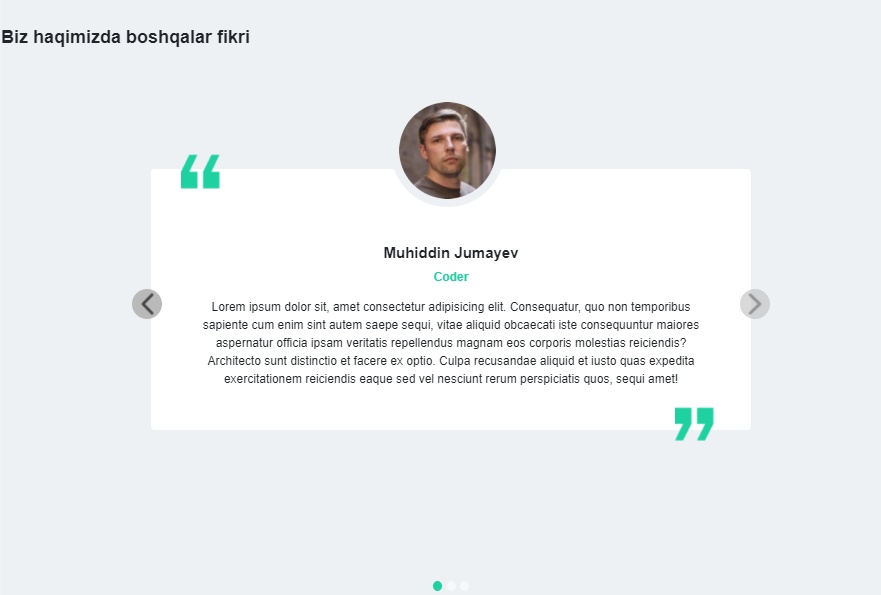 Biz haqimizda boshqalar fikri
“
Muhiddin Jumayev
Coder
Lorem ipsum dolor sit, amet consectetur adipisicing elit. Consequatur, quo non temporibus
sapiente cum enim sint autem saepe sequi, vitae aliquid obcaecati iste consequuntur maiores
aspernatur officia ipsam veritatis repellendus magnam eos corporis molestias reiciendis?
Architecto sunt distinctio et facere ex optio. Culpa recusandae aliquid et iusto quas expedita
exercitationem reiciendis eaque sed vel nesciunt rerum perspiciatis quos, sequi amet!
”